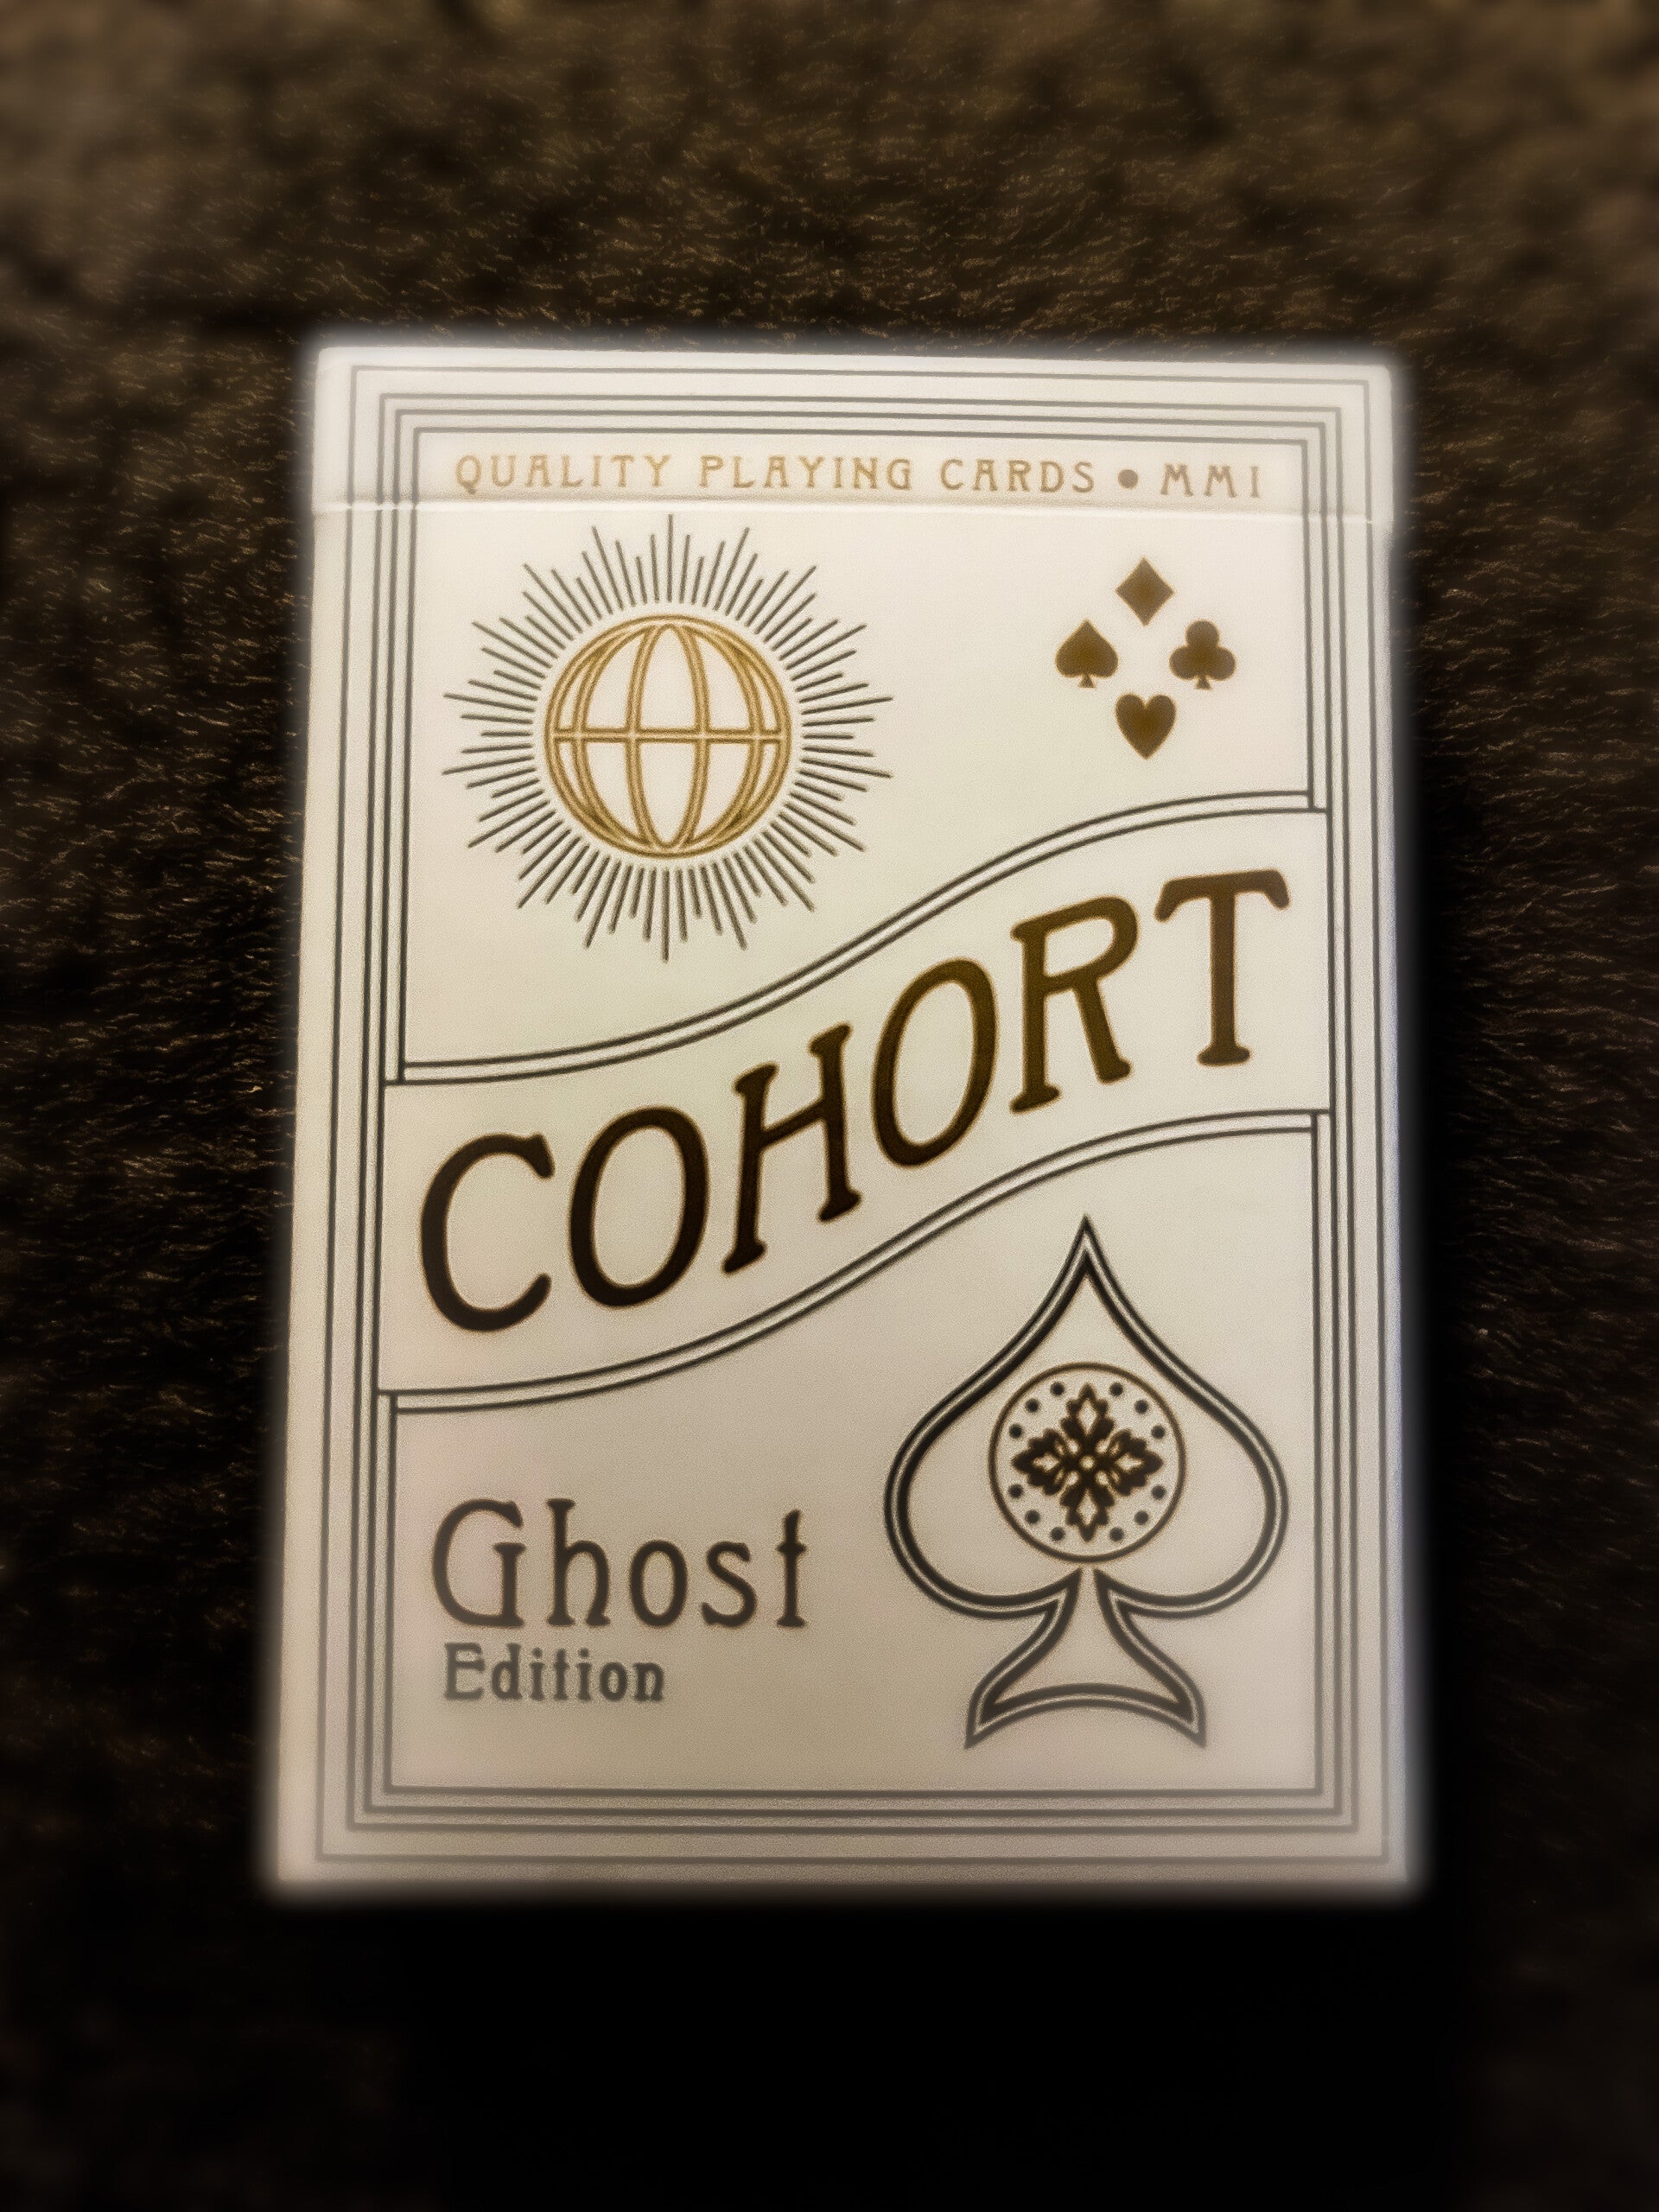 QUALITY PLAYING CARDS • MMI
COHORT
Ghost
Edition